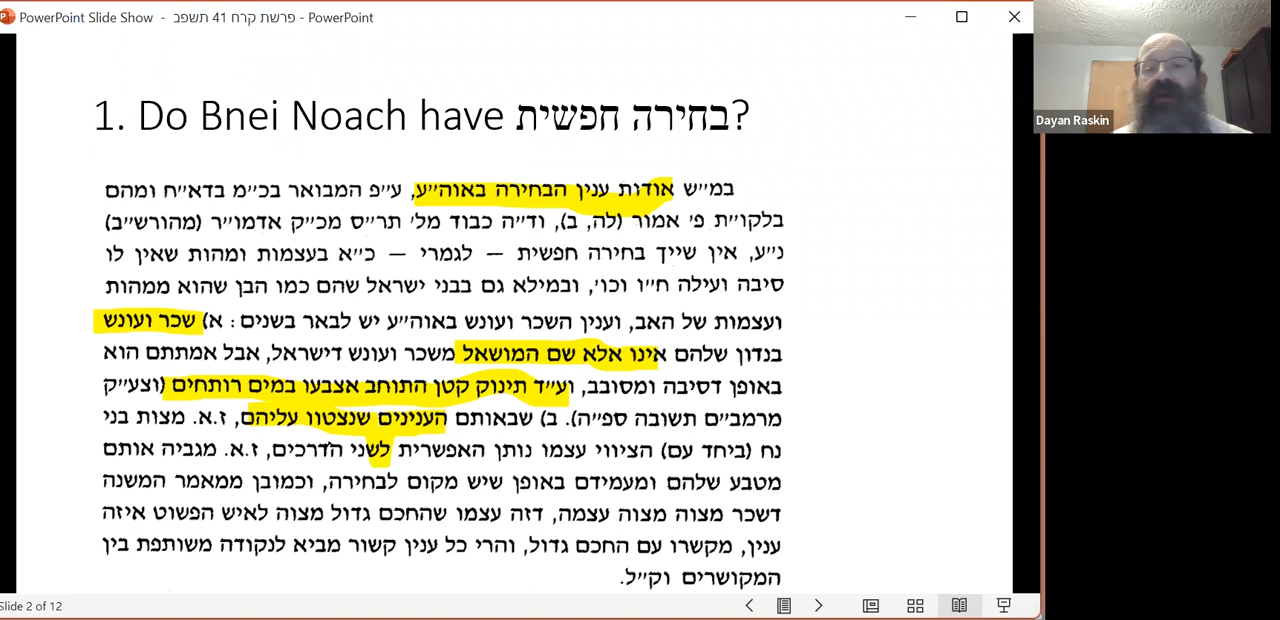 PowerPoint Slide Show - פרשת קרח 41 תשפב - PowerPoint
Dayan Raskin
1. Do Bnei Noach have בחירה חפשית?
במ״ש אודות ענין הבחירה באוה״ע, ע״פ המבואר בכ״מ בדא״ח ומהם
בלקו״ת פ׳ אמור (לה, ב), וד״ה כבוד מל׳ תר״ס מכ״ק אדמו״ר (מהורש״ב)
נ״ע, אין שייך בחירה חפשית — לגמרי — כ״א בעצמות ומהות שאין לו
סיבה ועילה ח״ו וכו׳, ובמילא גם בבני ישראל שהם כמו הבן שהוא ממהות
ועצמות של האב, וענין השכר ועונש באוה״ע יש לבאר בשנים: א) שכר ועונש
בנדון שלהם אינו אלא שם המושאל משכר ועונש דישראל, אבל אמתתם הוא
באופן דסיבה ומסובב, וע״ד תינוק קטן התוחב אצבעו במים רותחים (וצע״ק
מרמב״ם תשובה ספ״ה). ב) שבאותם הענינים שנצטוו עליהם, ז.א. מצות בני
נח (ביחד עם) הציווי עצמו נותן האפשרית לשני הדרכים, ז.א. מגביה אותם
מטבע שלהם ומעמידם באופן שיש מקום לבחירה, וכמובן ממאמר המשנה
דשכר מצוה מצוה עצמה, דזה עצמו שהחכם גדול מצוה לאיש הפשוט איזה
ענין, מקשרו עם החכם גדול, והרי כל ענין קשור מביא לנקודה משותפת בין
המקושרים וק״ל.
Slide 2 of 12